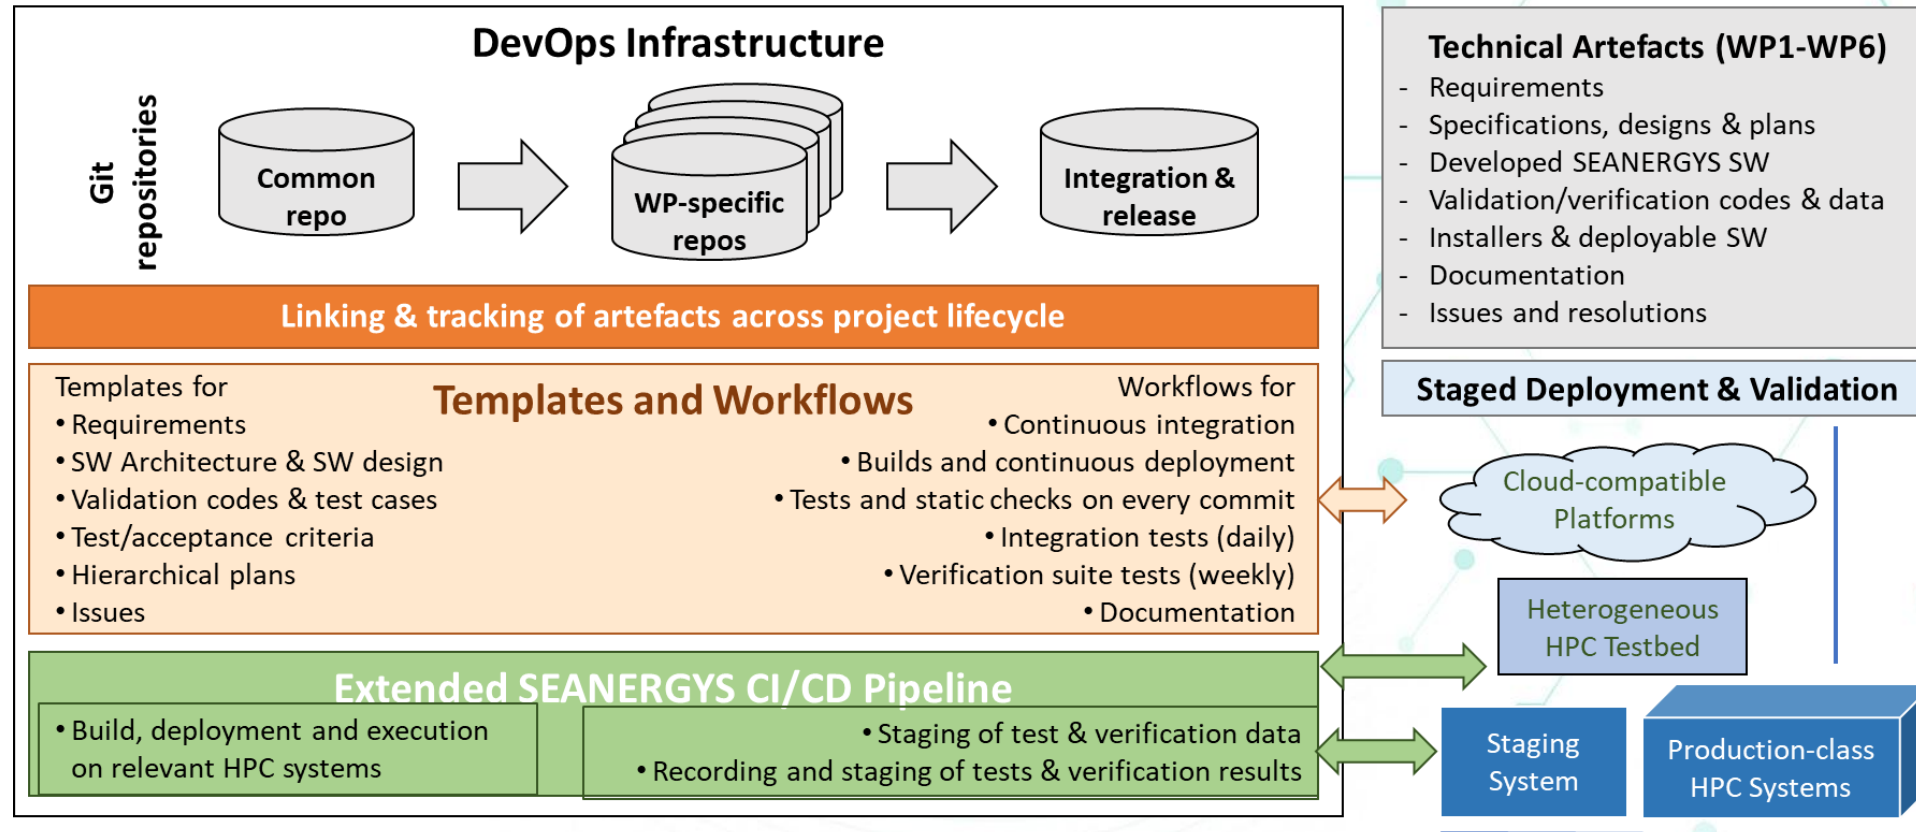 DevOps Infrastructure
Git
repositories
Common
repo
WP-specific
repos
Integration &
release
Linking & tracking of artefacts across project lifecycle
Templates and Workflows
Templates for
• Requirements
• SW Architecture & SW design
• Validation codes & test cases
• Test/acceptance criteria
• Hierarchical plans
• Issues
Workflows for
• Continuous integration
• Builds and continuous deployment
• Tests and static checks on every commit
• Integration tests (daily)
• Verification suite tests (weekly)
• Documentation
Extended SEANERGYS CI/CD Pipeline
• Build, deployment and execution
on relevant HPC systems
• Staging of test & verification data
• Recording and staging of tests & verification results
Technical Artefacts (WP1-WP6)
- Requirements
- Specifications, designs & plans
- Developed SEANERGYS SW
- Validation/verification codes & data
- Installers & deployable SW
- Documentation
- Issues and resolutions
Staged Deployment & Validation
Cloud-compatible
Platforms
Heterogeneous
HPC Testbed
Staging
System
Production-class
HPC Systems